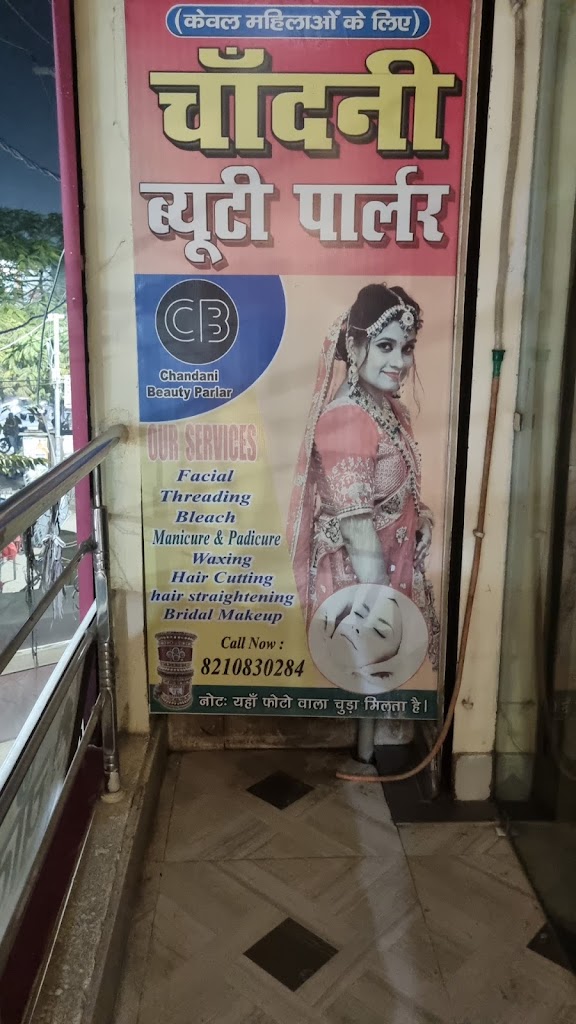 (केवल महिलाओं के लिए)
चाँदनी
ब्यूटी पार्लर
CB
Chandani
Beauty Parlar
OUR SERVICES
Facial
Threading
Bleach
Manicure & Padicure
Waxing
Hair Cutting
hair straightening
Bridal Makeup
Call Now :
8210830284
नोट: यहाँ फोटो वाला चुड़ा मिलता है।